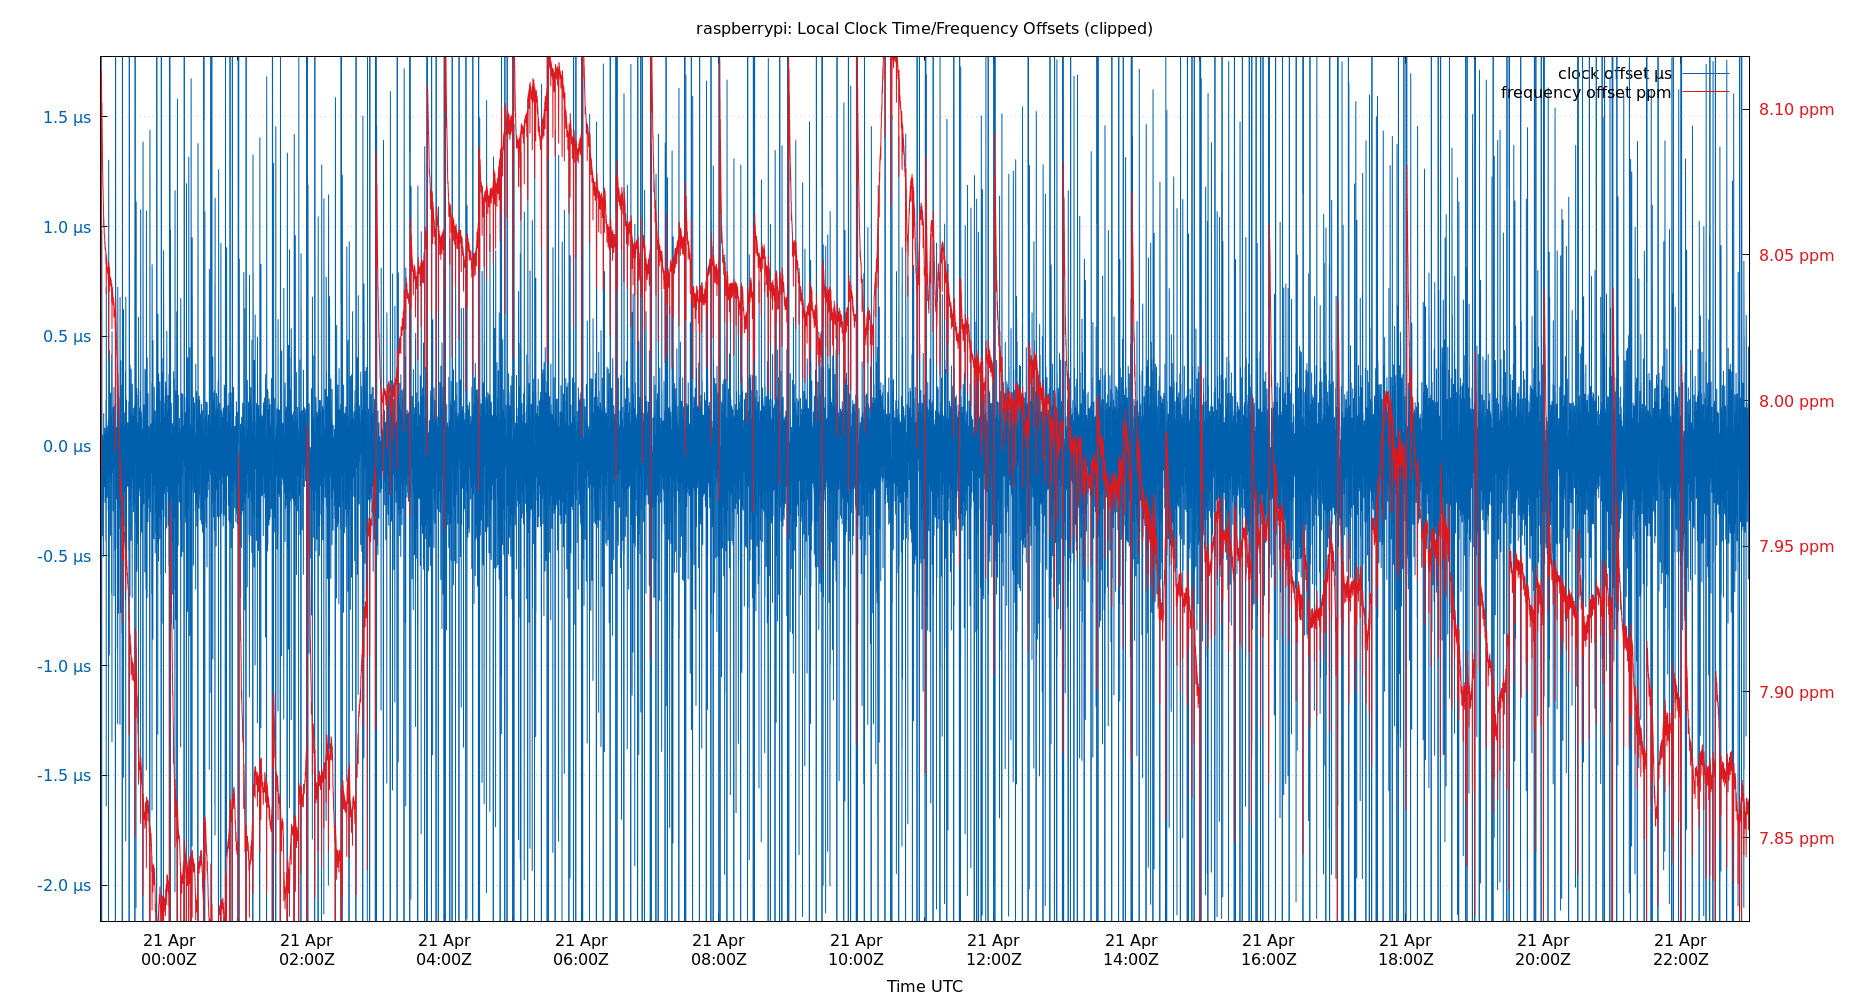 raspberrypi: Local Clock Time/Frequency Offsets (clipped)
clock offset µs
frequency offset ppm
1.5 µs
1.0 µs
0.5 µs
0.0 µs
-0.5 µs
-1.0 µs
-1.5 µs
-2.0 µs
8.10 ppm
8.05 ppm
8.00 ppm
7.95 ppm
7.90 ppm
7.85 ppm
21 Apr 21 Apr 21 Apr 21 Apr 21 Apr 21 Apr 21 Apr 21 Apr 21 Apr 21 Apr 21 Apr 21 Apr
00:00Z 02:00Z 04:00Z 06:00Z 08:00Z 10:00Z 12:00Z 14:00Z 16:00Z 18:00Z 20:00Z 22:00Z
Time UTC